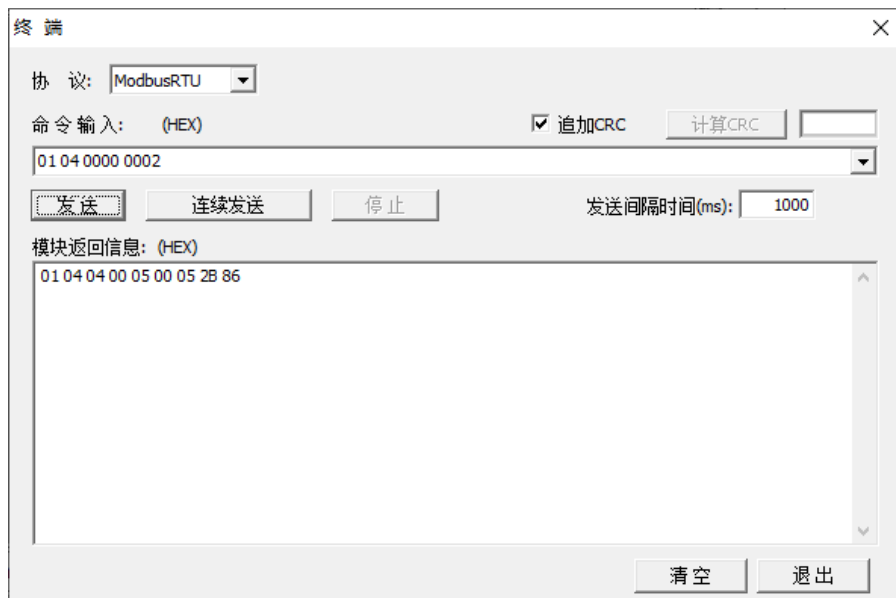 终 端
协 议: ModbusRTU
命令输入: (HEX) 追加CRC 计算CRC
01 04 0000 0002
发送 连续发送 停止 发送间隔时间(ms): 1000
模块返回信息: (HEX)
01 04 04 00 05 00 05 2B 86
清空 退出